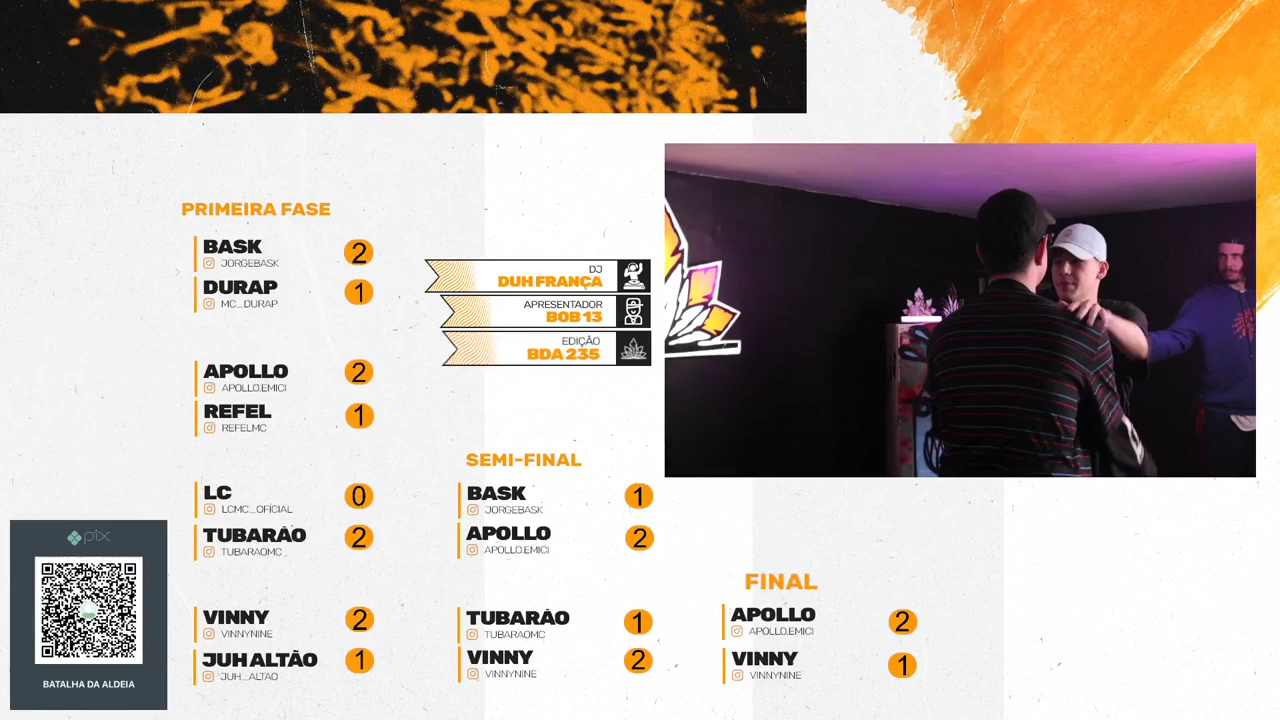 PRIMEIRA FASE
BASK 2
JORGEBASK
DURAP 1
MC_DURAP
APOLLO 2
APOLLO.EMICI
REFEL 1
REFELMC
LC 0
LCMC_OFICIAL
TUBARÃO 2
TUBARAOMC_
VINNY 2
VINNYNINE
JUH ALTÃO 1
JUH_ALTAO
DJ
DUH FRANÇA
APRESENTADOR
BOB 13
EDIÇÃO
BDA 235
SEMI-FINAL
BASK 1
JORGEBASK
APOLLO 2
APOLLO.EMICI
TUBARÃO 1
TUBARAOMC
VINNY 2
VINNYNINE
FINAL
APOLLO 2
APOLLO.EMICI
VINNY 1
VINNYNINE
pix
BATALHA DA ALDEIA